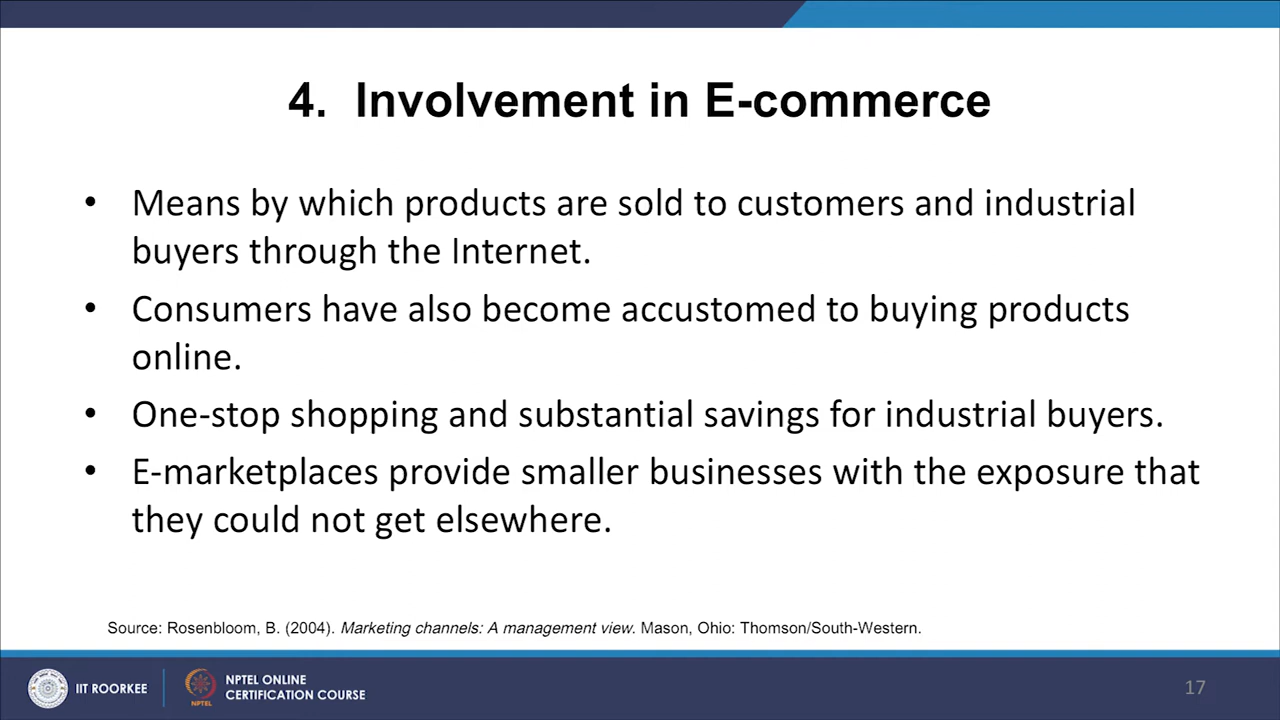 4. Involvement in E-commerce
• Means by which products are sold to customers and industrial
buyers through the Internet.
• Consumers have also become accustomed to buying products
online.
• One-stop shopping and substantial savings for industrial buyers.
• E-marketplaces provide smaller businesses with the exposure that
they could not get elsewhere.
Source: Rosenbloom, B. (2004). Marketing channels: A management view. Mason, Ohio: Thomson/South-Western.
IIT ROORKEE
NPTEL
NPTEL ONLINE
CERTIFICATION COURSE
17